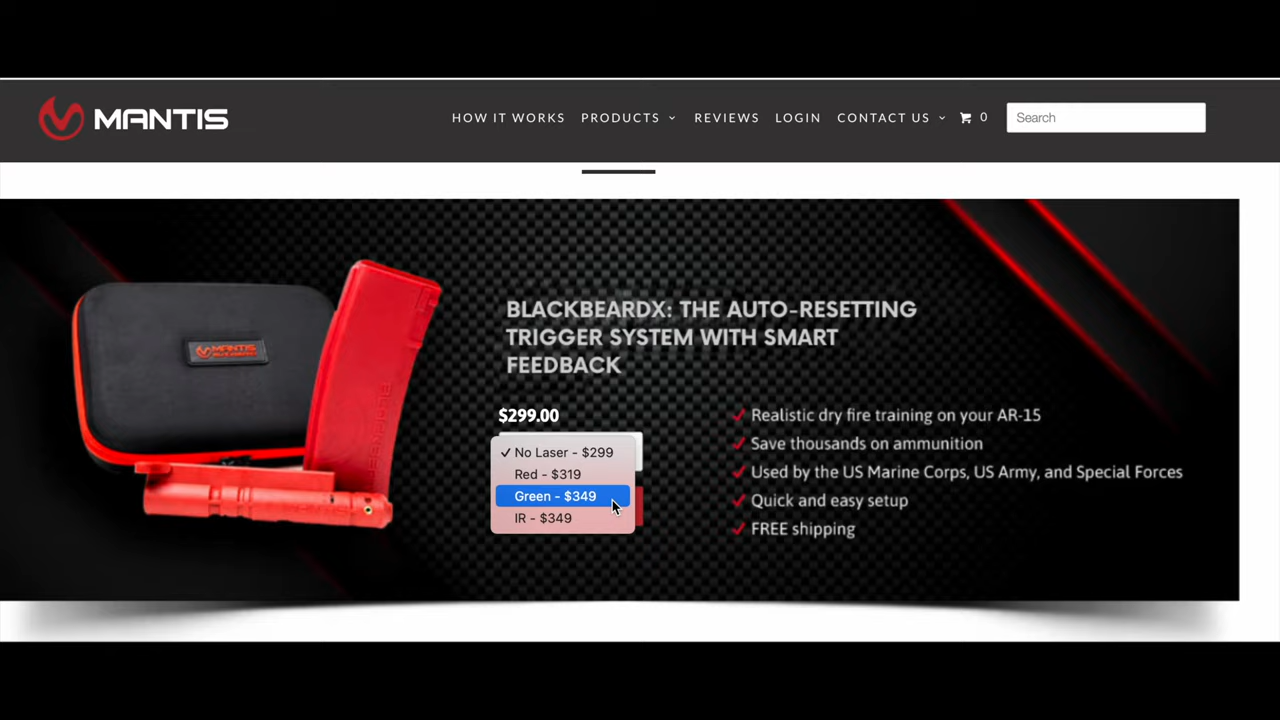 MANTIS
HOW IT WORKS PRODUCTS REVIEWS LOGIN CONTACT US 0 Search
BLACKBEARDX: THE AUTO-RESETTING
TRIGGER SYSTEM WITH SMART
FEEDBACK
$299.00
✓ No Laser - $299
Red - $319
Green - $349
IR - $349
Realistic dry fire training on your AR-15
Save thousands on ammunition
Used by the US Marine Corps, US Army, and Special Forces
Quick and easy setup
FREE shipping
MANTIS